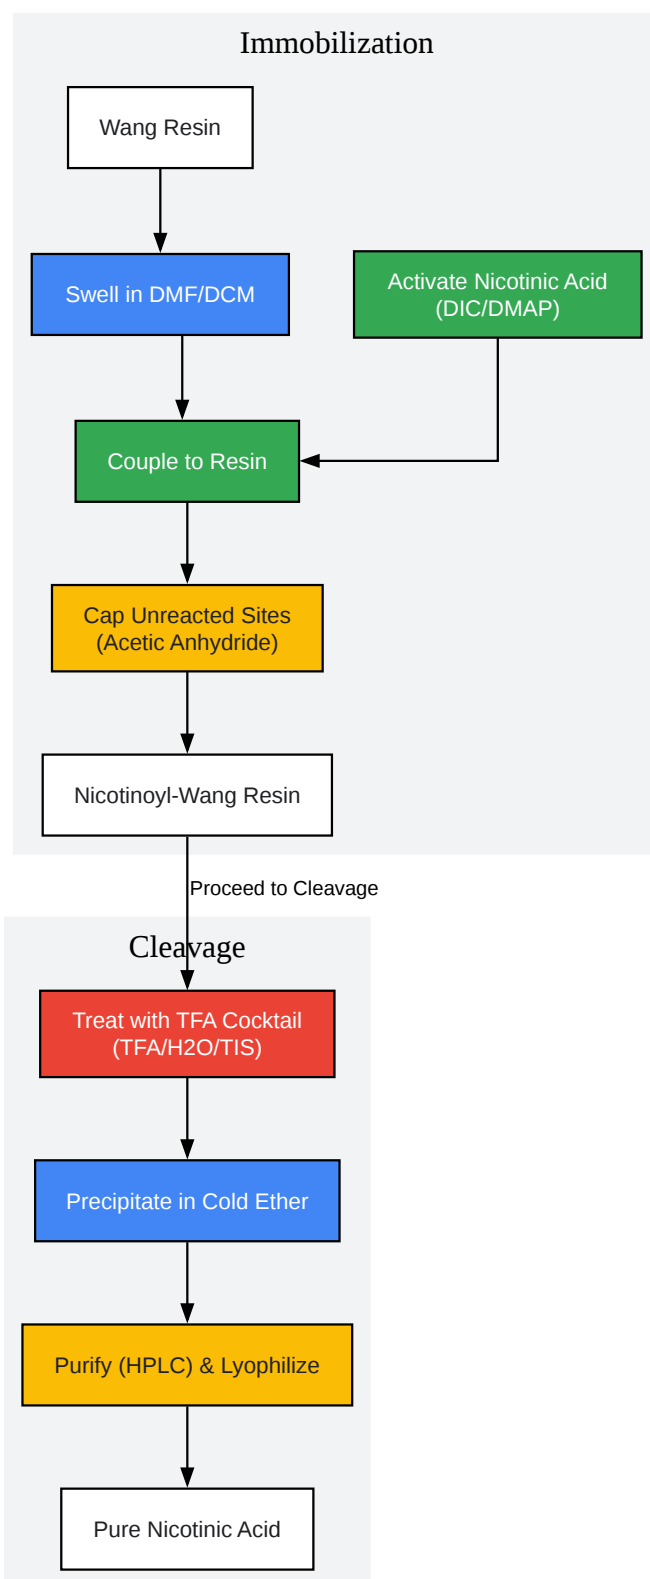 Immobilization
Wang Resin
Swell in DMF/DCM
Activate Nicotinic Acid
(DIC/DMAP)
Couple to Resin
Cap Unreacted Sites
(Acetic Anhydride)
Nicotinoyl-Wang Resin
Proceed to Cleavage
Cleavage
Treat with TFA Cocktail
(TFA/H2O/TIS)
Precipitate in Cold Ether
Purify (HPLC) & Lyophilize
Pure Nicotinic Acid